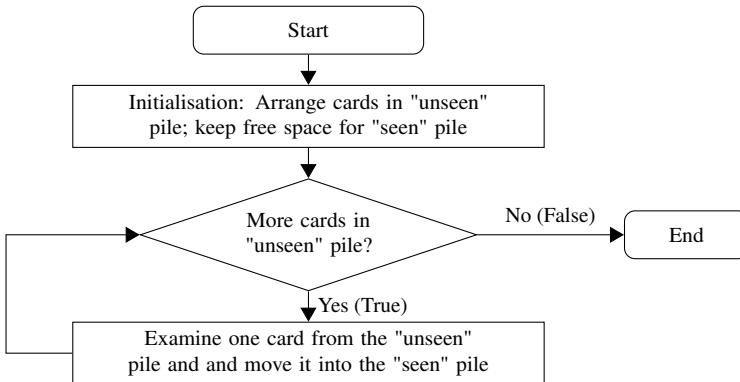 Start
Initialisation: Arrange cards in "unseen"
pile; keep free space for "seen" pile
More cards in
"unseen" pile?
No (False)
End
Yes (True)
Examine one card from the "unseen"
pile and and move it into the "seen" pile